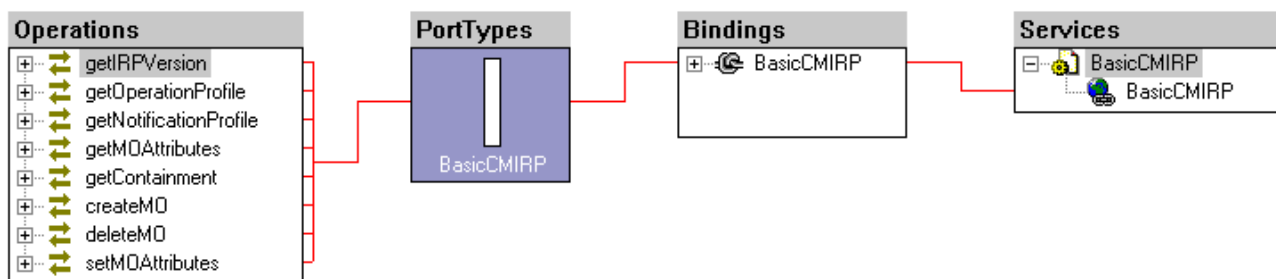 Operations
getIRPVersion
getOperationProfile
getNotificationProfile
getMOAttributes
getContainment
createMO
deleteMO
setMOAttributes
PortTypes
BasicCMIRP
Bindings
BasicCMIRP
Services
BasicCMIRP
BasicCMIRP